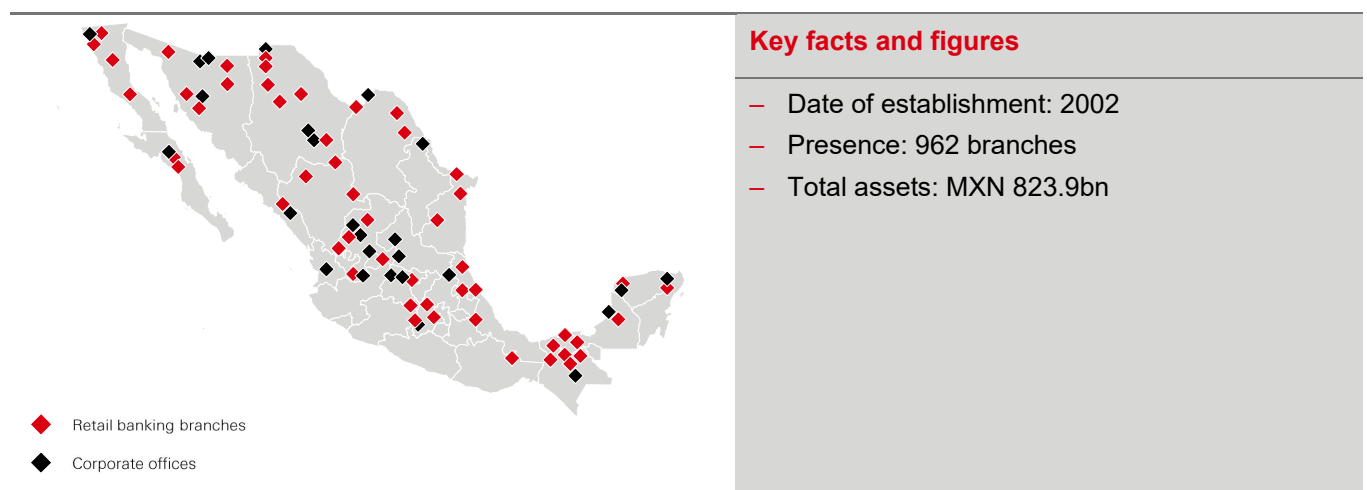 Key facts and figures
– Date of establishment: 2002
– Presence: 962 branches
– Total assets: MXN 823.9bn
Retail banking branches
Corporate offices